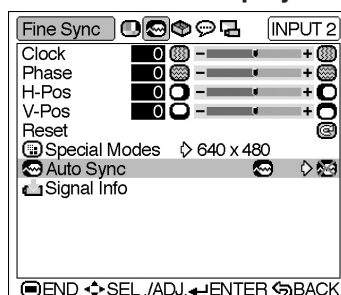 Fine Sync INPUT 2
Clock 0 - +
Phase 0 - +
H-Pos 0 - +
V-Pos 0 - +
Reset
Special Modes 640 x 480
Auto Sync
Signal Info
END SEL./ADJ. ENTER BACK